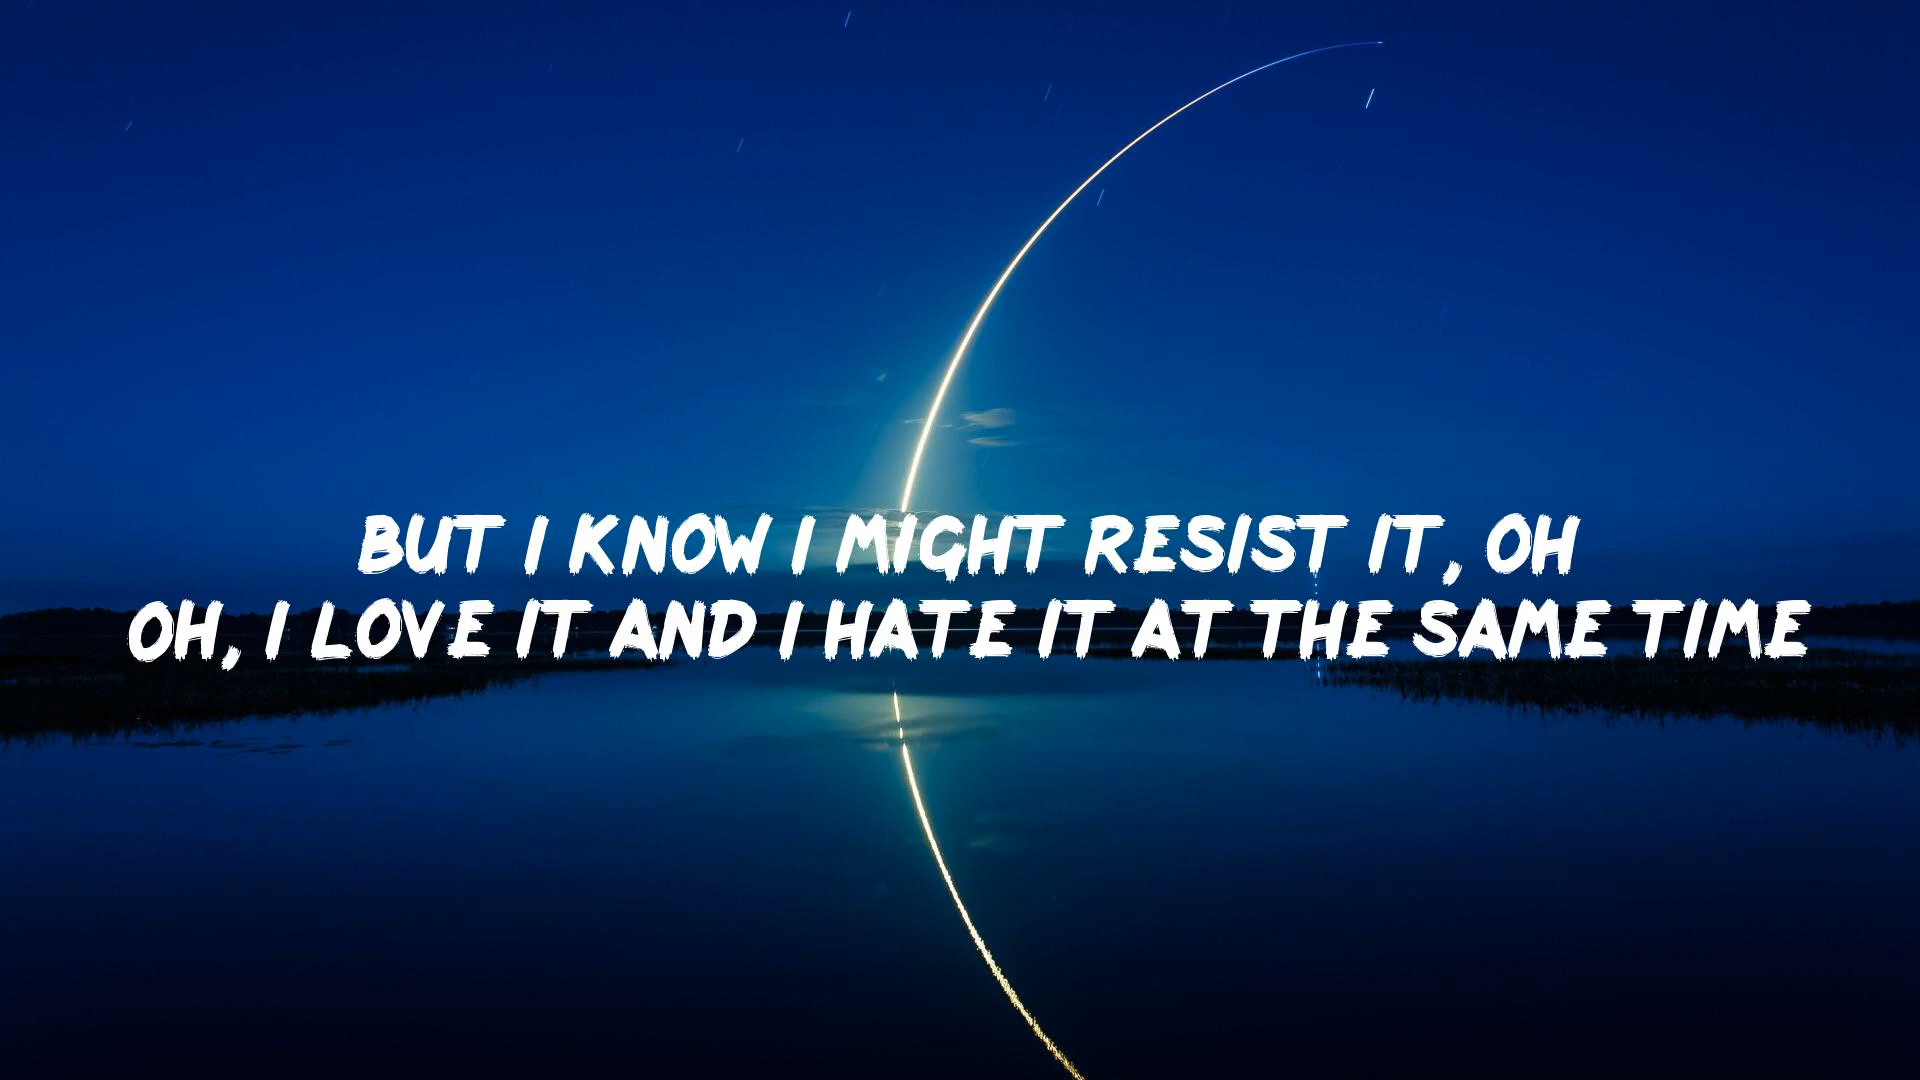 BUT I KNOW I MIGHT RESIST IT, OH
OH, I LOVE IT AND I HATE IT AT THE SAME TIME